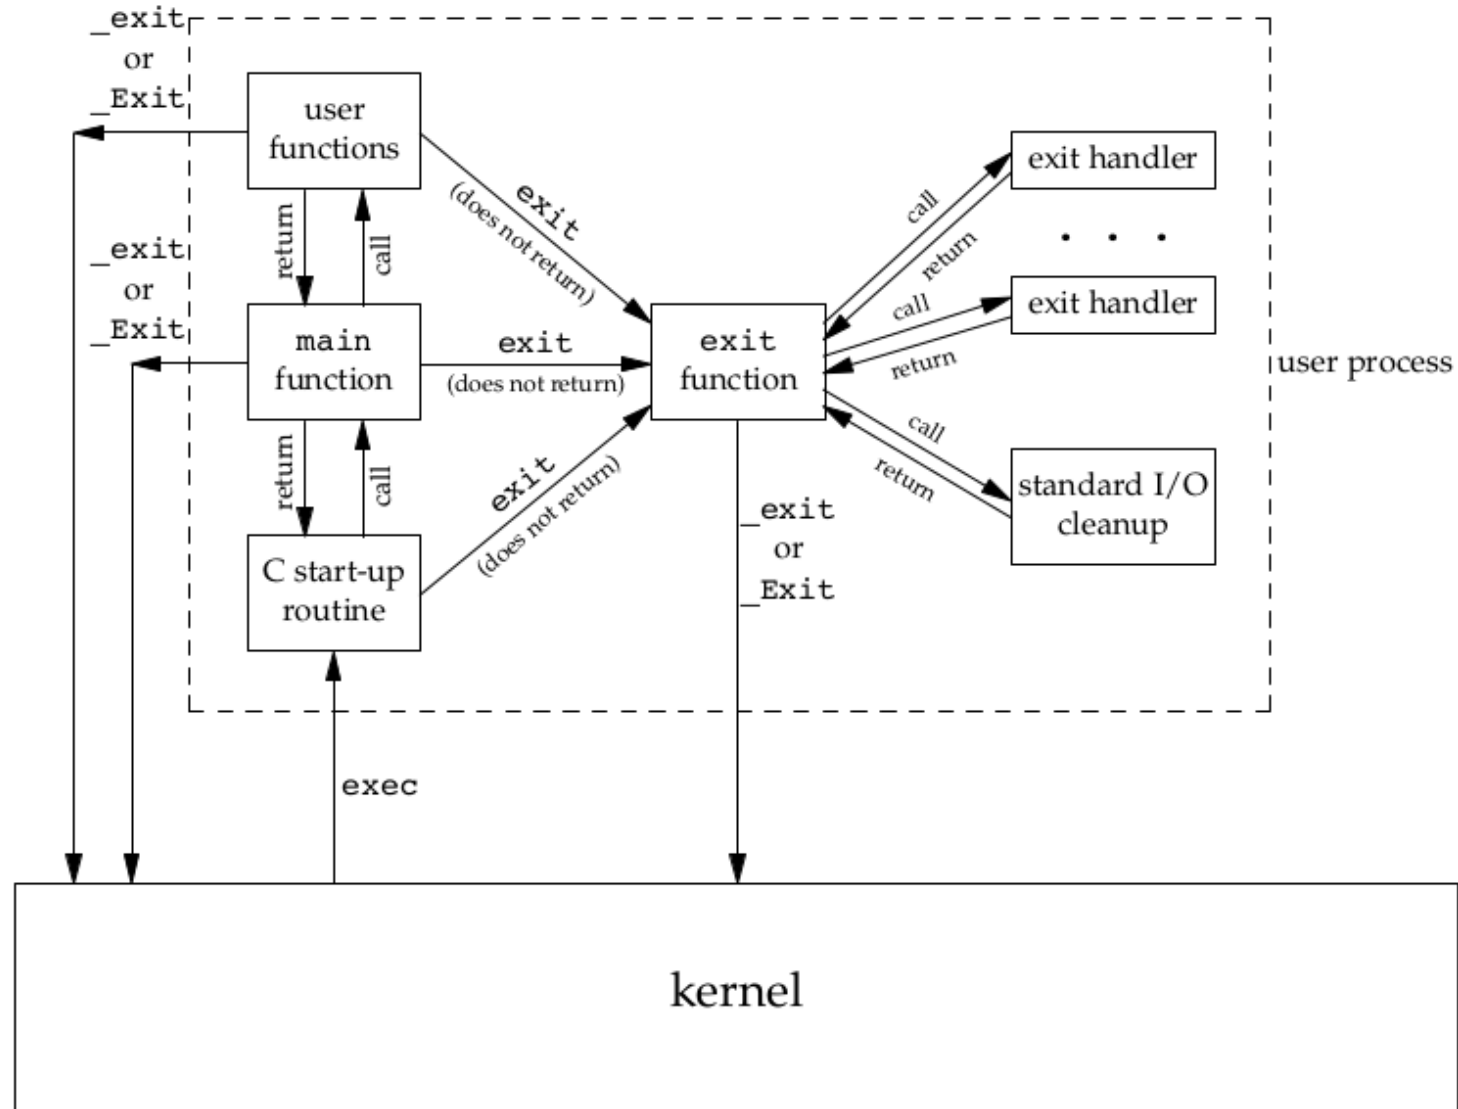 _exit
or
_Exit
user
functions
return
call
exit
(does not return)
_exit
or
_Exit
main
function
exit
(does not return)
return
call
exit
(does not return)
C start-up
routine
exit
function
call
return
exit handler
. . .
call
return
exit handler
call
return
standard I/O
cleanup
user process
_exit
or
_Exit
exec
kernel